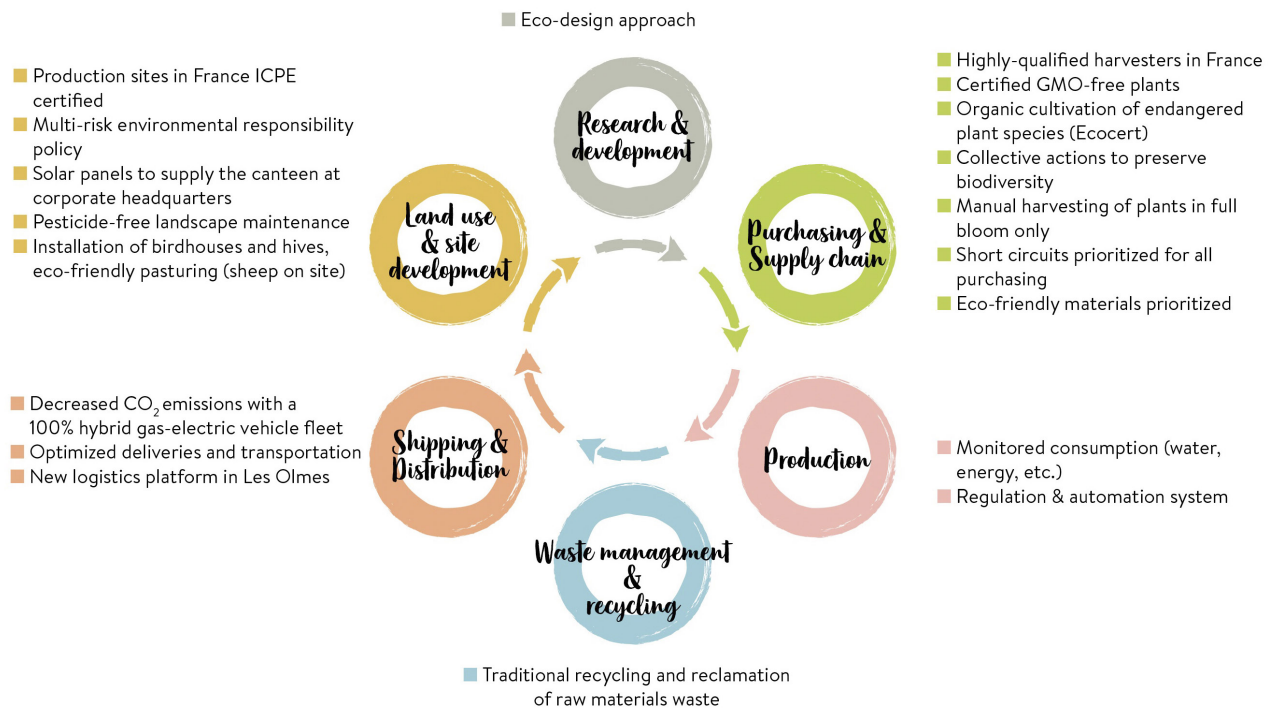 Eco-design approach
Research &
development
Highly-qualified harvesters in France
Certified GMO-free plants
Organic cultivation of endangered
plant species (Ecocert)
Collective actions to preserve
biodiversity
Manual harvesting of plants in full
bloom only
Short circuits prioritized for all
purchasing
Eco-friendly materials prioritized
Purchasing &
Supply chain
Production
Monitored consumption (water,
energy, etc.)
Regulation & automation system
Waste management
&
recycling
Traditional recycling and reclamation
of raw materials waste
Shipping &
Distribution
Decreased CO₂ emissions with a
100% hybrid gas-electric vehicle fleet
Optimized deliveries and transportation
New logistics platform in Les Olmes
Land use
& site
development
Production sites in France ICPE
certified
Multi-risk environmental responsibility
policy
Solar panels to supply the canteen at
corporate headquarters
Pesticide-free landscape maintenance
Installation of birdhouses and hives,
eco-friendly pasturing (sheep on site)